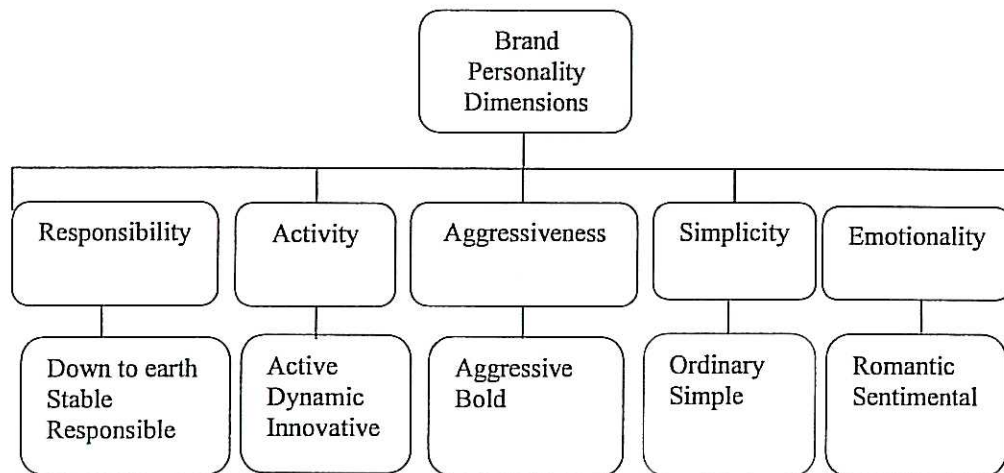 Brand
Personality
Dimensions
Responsibility
Activity
Aggressiveness
Simplicity
Emotionality
Down to earth
Stable
Responsible
Active
Dynamic
Innovative
Aggressive
Bold
Ordinary
Simple
Romantic
Sentimental